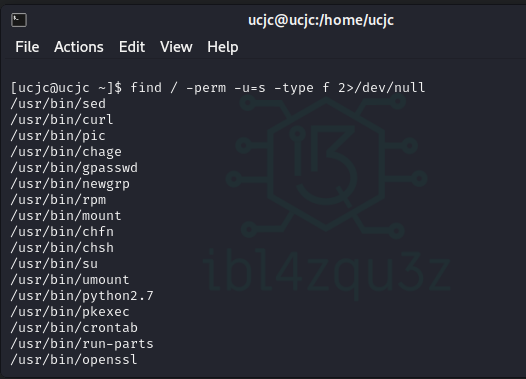 ucjc@ucjc:/home/ucjc
File Actions Edit View Help
[ucjc@ucjc ~]$ find / -perm -u=s -type f 2>/dev/null
/usr/bin/sed
/usr/bin/curl
/usr/bin/pic
/usr/bin/chage
/usr/bin/gpasswd
/usr/bin/newgrp
/usr/bin/rpm
/usr/bin/mount
/usr/bin/chfn
/usr/bin/chsh
/usr/bin/su
/usr/bin/umount
/usr/bin/python2.7
/usr/bin/pkexec
/usr/bin/crontab
/usr/bin/run-parts
/usr/bin/openssl
ibl4zqu3z